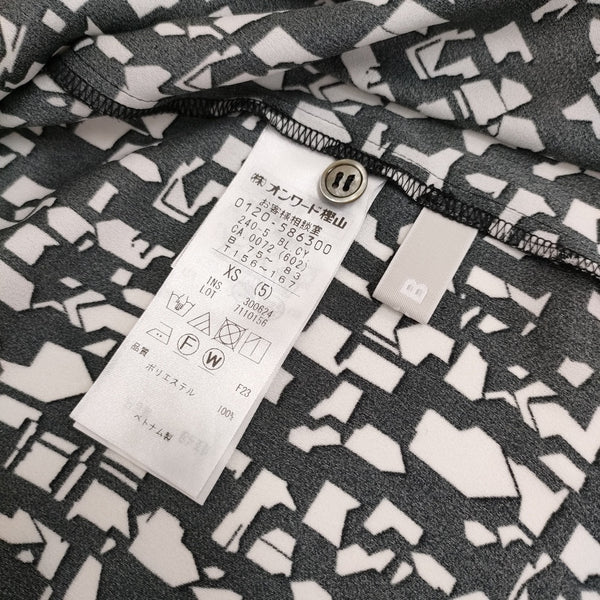 (株)オンワード樫山
お客様相談室
0120-586300
240-5 BL CY
CA 0072 (602)
B 75~ 83
T156~167
XS (5)
INS 300624
LOT 7110156
F W
品質 F23
ポリエステル 100%
ベトナム製